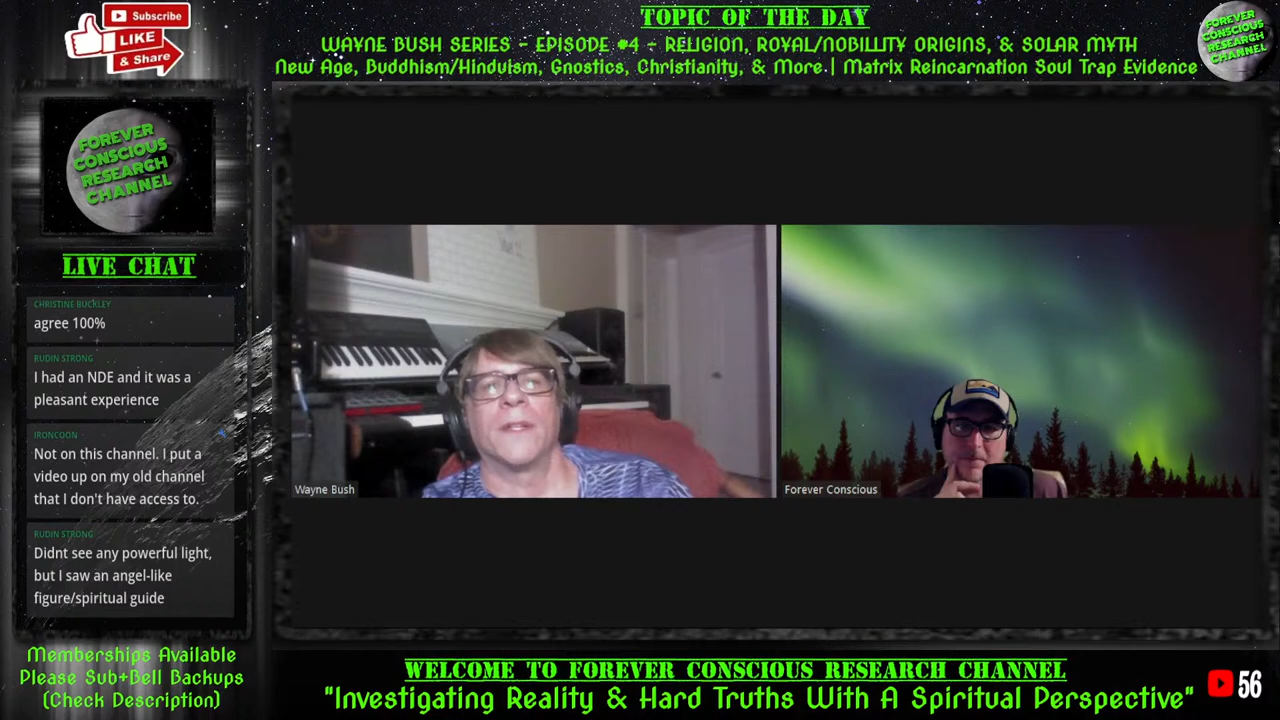 Subscribe
LIKE
& Share
TOPIC OF THE DAY
WAYNE BUSH SERIES - EPISODE #4 - RELIGION, ROYAL/NOBILLITY ORIGINS, & SOLAR MYTH
New Age, Buddhism/Hinduism, Gnostics, Christianity, & More | Matrix Reincarnation Soul Trap Evidence
FOREVER
CONSCIOUS
RESEARCH
CHANNEL
FOREVER
CONSCIOUS
RESEARCH
CHANNEL
LIVE CHAT
CHRISTINE BUCKLEY
agree 100%
RUDIN STRONG
I had an NDE and it was a
pleasant experience
IRONCOON
Not on this channel. I put a
video up on my old channel
that I don't have access to.
RUDIN STRONG
Didnt see any powerful light,
but I saw an angel-like
figure/spiritual guide
Wayne Bush
Forever Conscious
Memberships Available
Please Sub+Bell Backups
(Check Description)
WELCOME TO FOREVER CONSCIOUS RESEARCH CHANNEL
"Investigating Reality & Hard Truths With A Spiritual Perspective"
56